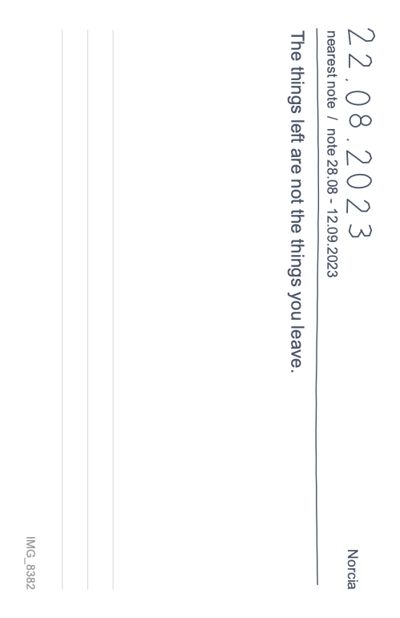 22.08.2023
Norcia
nearest note / note 28.08 - 12.09.2023
The things left are not the things you leave.
IMG_8382